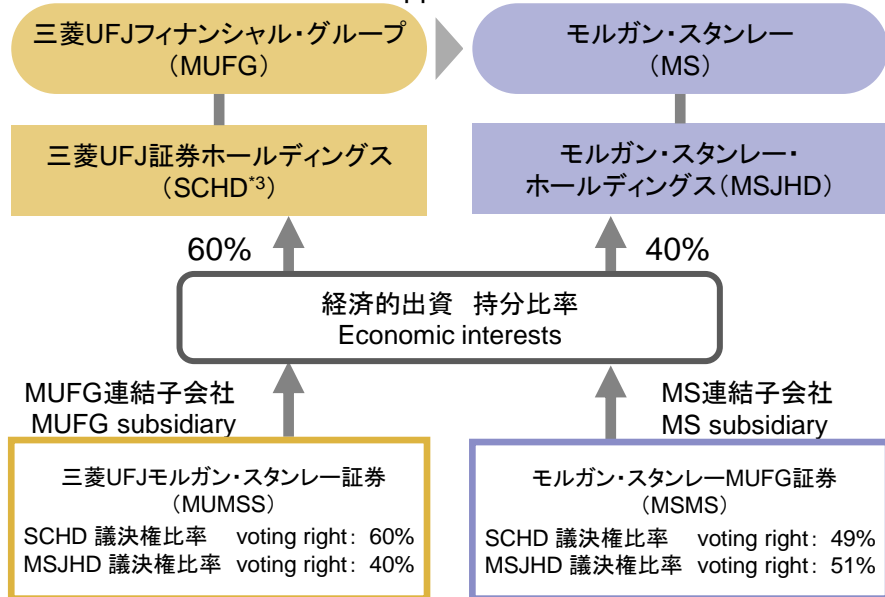 三菱UFJフィナンシャル・グループ
(MUFG)
モルガン・スタンレー
(MS)
三菱UFJ証券ホールディングス
(SCHD*3)
モルガン・スタンレー・
ホールディングス(MSJHD)
60%
40%
経済的出資 持分比率
Economic interests
MUFG連結子会社
MUFG subsidiary
MS連結子会社
MS subsidiary
三菱UFJモルガン・スタンレー証券
(MUMSS)
SCHD 議決権比率 voting right: 60%
MSJHD 議決権比率 voting right: 40%
モルガン・スタンレーMUFG証券
(MSMS)
SCHD 議決権比率 voting right: 49%
MSJHD 議決権比率 voting right: 51%